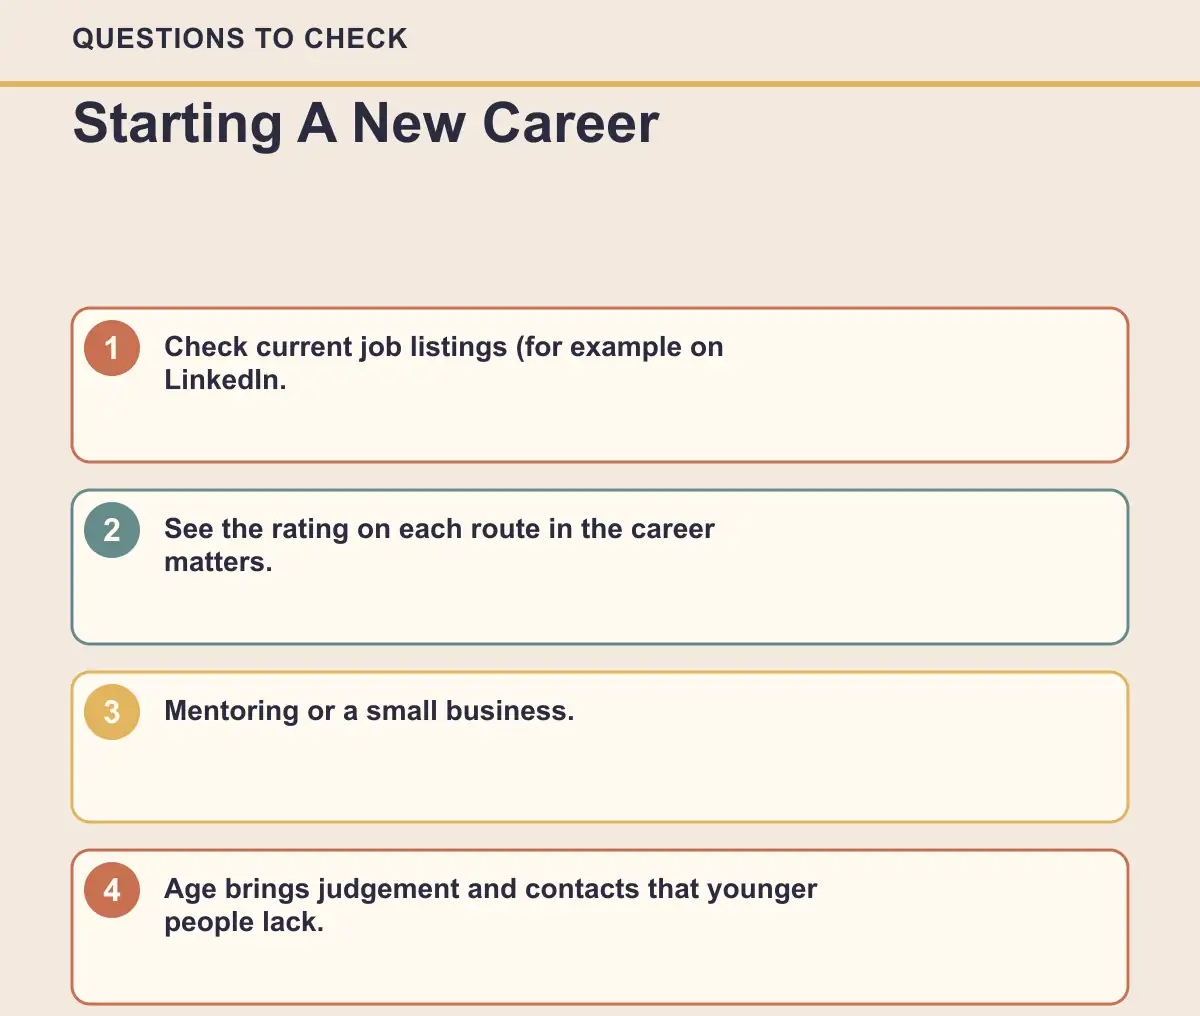 QUESTIONS TO CHECK
Starting A New Career
1
Check current job listings (for example on
LinkedIn.
2
See the rating on each route in the career
matters.
3
Mentoring or a small business.
4
Age brings judgement and contacts that younger
people lack.